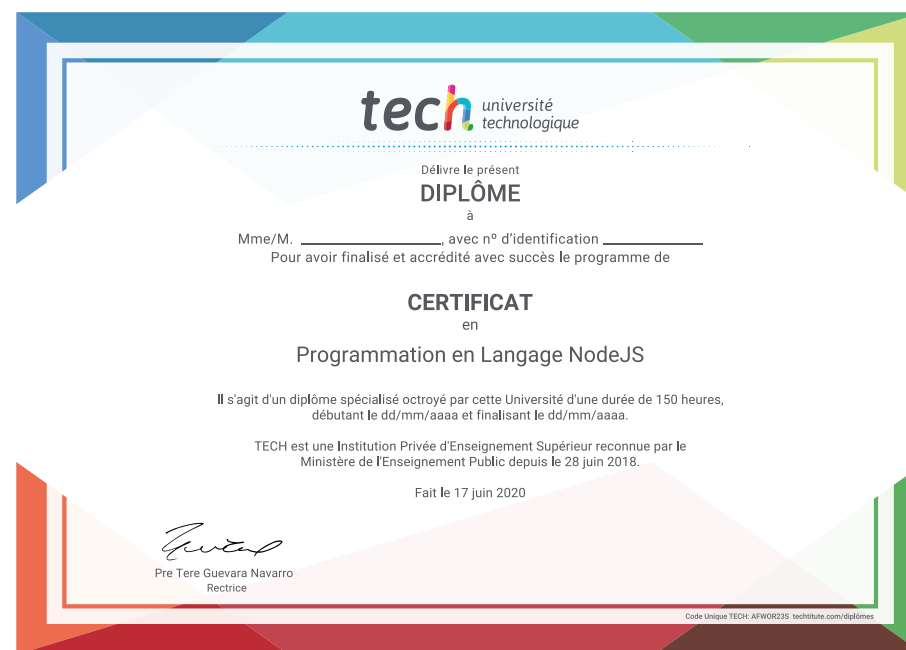 tech université
technologique
Délivre le présent
DIPLÔME
à
Mme/M. ____________________, avec nº d'identification ______________
Pour avoir finalisé et accrédité avec succès le programme de
CERTIFICAT
en
Programmation en Langage NodeJS
Il s'agit d'un diplôme spécialisé octroyé par cette Université d'une durée de 150 heures,
débutant le dd/mm/aaaa et finalisant le dd/mm/aaaa.
TECH est une Institution Privée d'Enseignement Supérieur reconnue par le
Ministère de l'Enseignement Public depuis le 28 juin 2018.
Fait le 17 juin 2020
Pre Tere Guevara Navarro
Rectrice
Code Unique TECH: AFWOR23S techtitute.com/diplômes